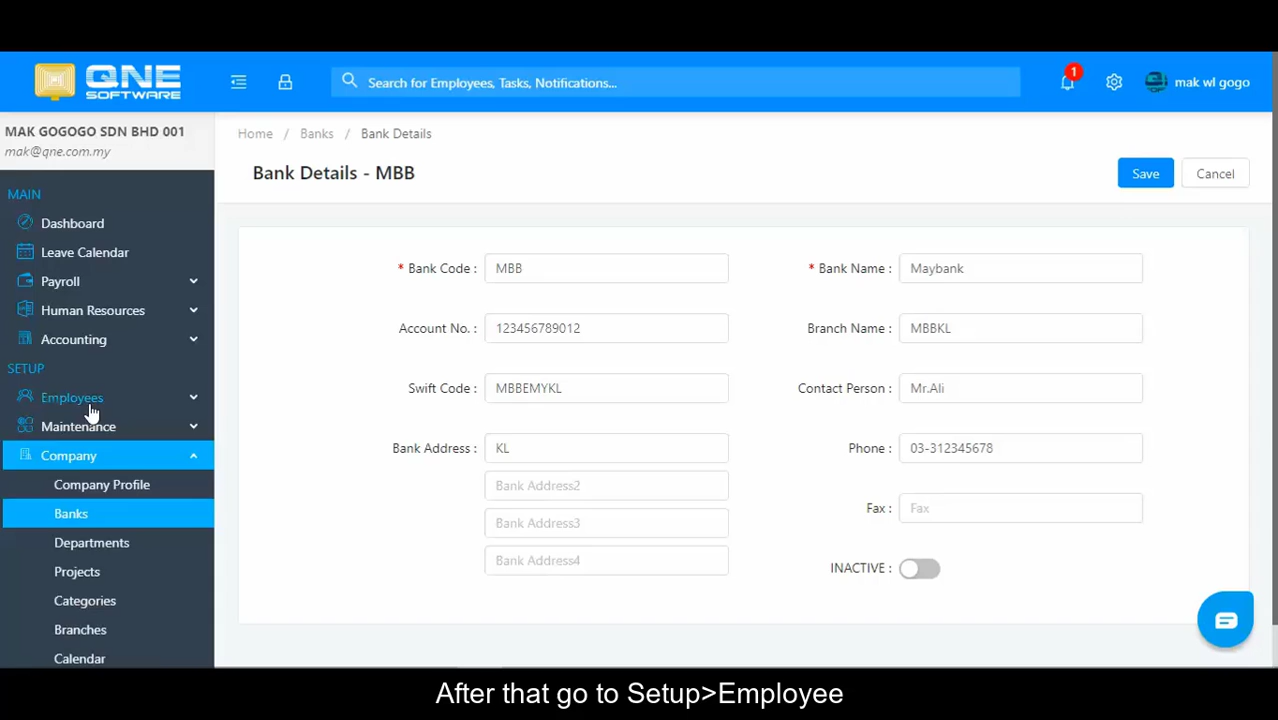 QNE
SOFTWARE
Search for Employees, Tasks, Notifications...
1
mak wl gogo
MAK GOGOGO SDN BHD 001
mak@qne.com.my
Home / Banks / Bank Details
Bank Details - MBB
Save
Cancel
MAIN
Dashboard
Leave Calendar
Payroll
Human Resources
Accounting
SETUP
Employees
Maintenance
Company
Company Profile
Banks
Departments
Projects
Categories
Branches
Calendar
* Bank Code : MBB
* Bank Name : Maybank
Account No. : 123456789012
Branch Name : MBBKL
Swift Code : MBBEMYKL
Contact Person : Mr.Ali
Bank Address : KL
Phone : 03-312345678
Bank Address2
Fax : Fax
Bank Address3
Bank Address4
INACTIVE :
After that go to Setup>Employee